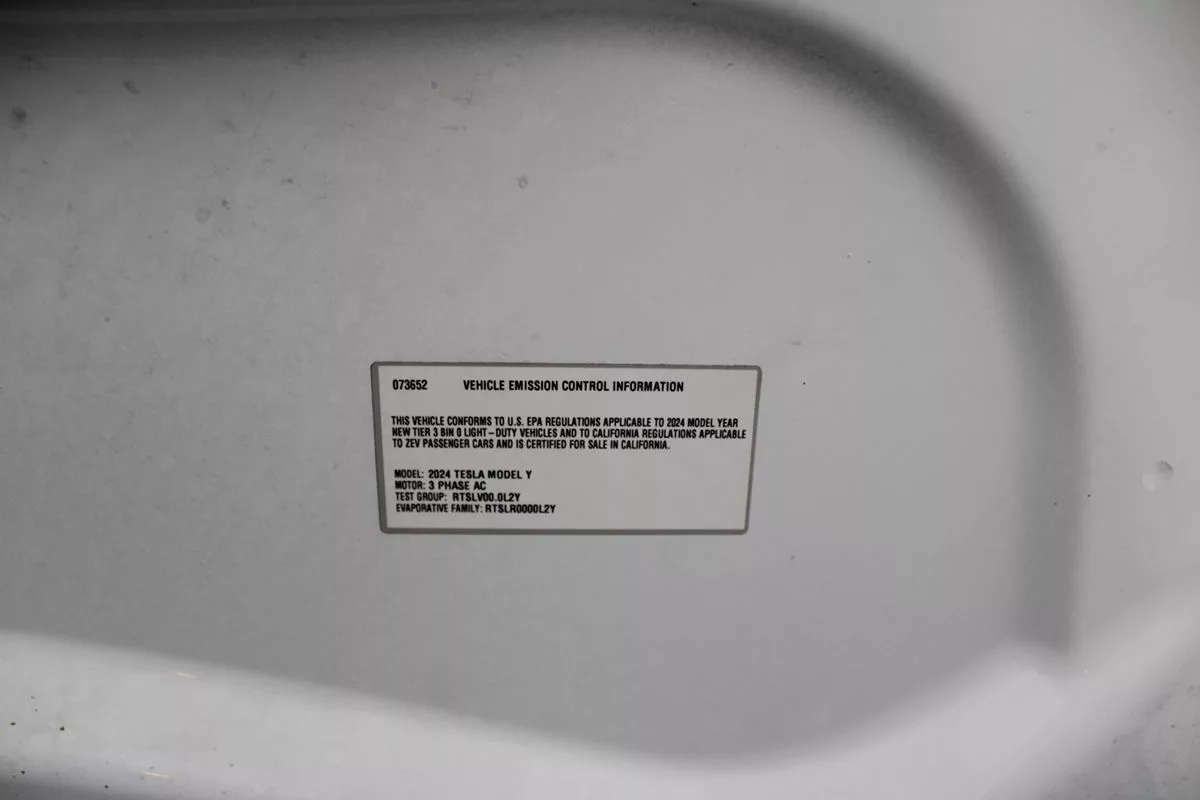 073652 VEHICLE EMISSION CONTROL INFORMATION
THIS VEHICLE CONFORMS TO U.S. EPA REGULATIONS APPLICABLE TO 2024 MODEL YEAR
NEW TIER 3 BIN 0 LIGHT-DUTY VEHICLES AND TO CALIFORNIA REGULATIONS APPLICABLE
TO ZEV PASSENGER CARS AND IS CERTIFIED FOR SALE IN CALIFORNIA.
MODEL: 2024 TESLA MODEL Y
MOTOR: 3 PHASE AC
TEST GROUP: RTSLV00.0L2Y
EVAPORATIVE FAMILY: RTSLR0000L2Y